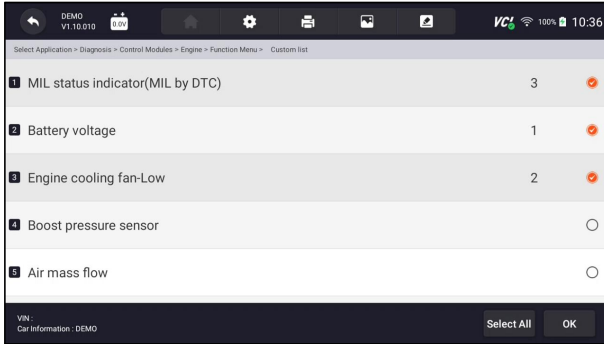 DEMO
V1.10.010
0.0V
VCI
100%
10:36
Select Application > Diagnosis > Control Modules > Engine > Function Menu > Custom list
1 MIL status indicator(MIL by DTC) 3
2 Battery voltage 1
3 Engine cooling fan-Low 2
4 Boost pressure sensor
5 Air mass flow
VIN :
Car Information : DEMO
Select All
OK